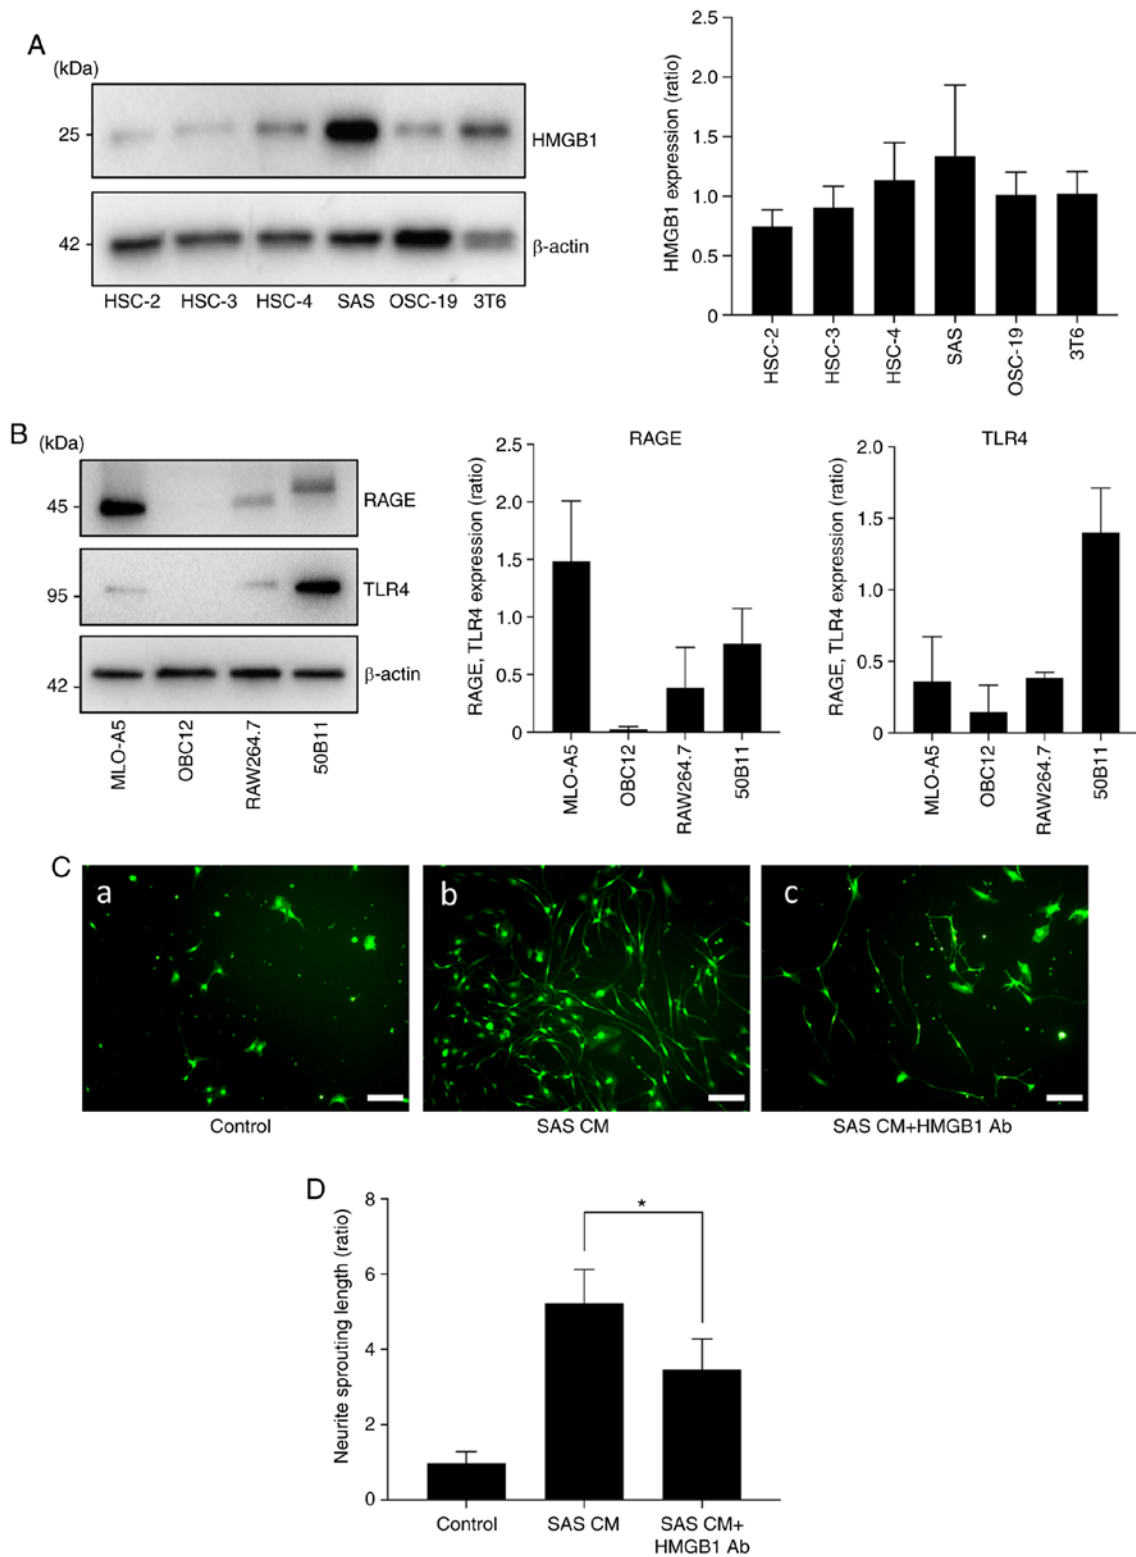 A
(kDa)
25
HMGB1
42
β-actin
HSC-2 HSC-3 HSC-4 SAS OSC-19 3T6
HMGB1 expression (ratio)
2.5
2.0
1.5
1.0
0.5
0
HSC-2
HSC-3
HSC-4
SAS
OSC-19
3T6
B
(kDa)
45
RAGE
95
TLR4
42
β-actin
MLO-A5
OBC12
RAW264.7
50B11
RAGE
RAGE, TLR4 expression (ratio)
2.5
2.0
1.5
1.0
0.5
0
MLO-A5
OBC12
RAW264.7
50B11
TLR4
RAGE, TLR4 expression (ratio)
2.0
1.5
1.0
0.5
0
MLO-A5
OBC12
RAW264.7
50B11
C
a
b
c
Control
SAS CM
SAS CM+HMGB1 Ab
D
Neurite sprouting length (ratio)
8
6
4
2
0
*
Control
SAS CM
SAS CM+
HMGB1 Ab